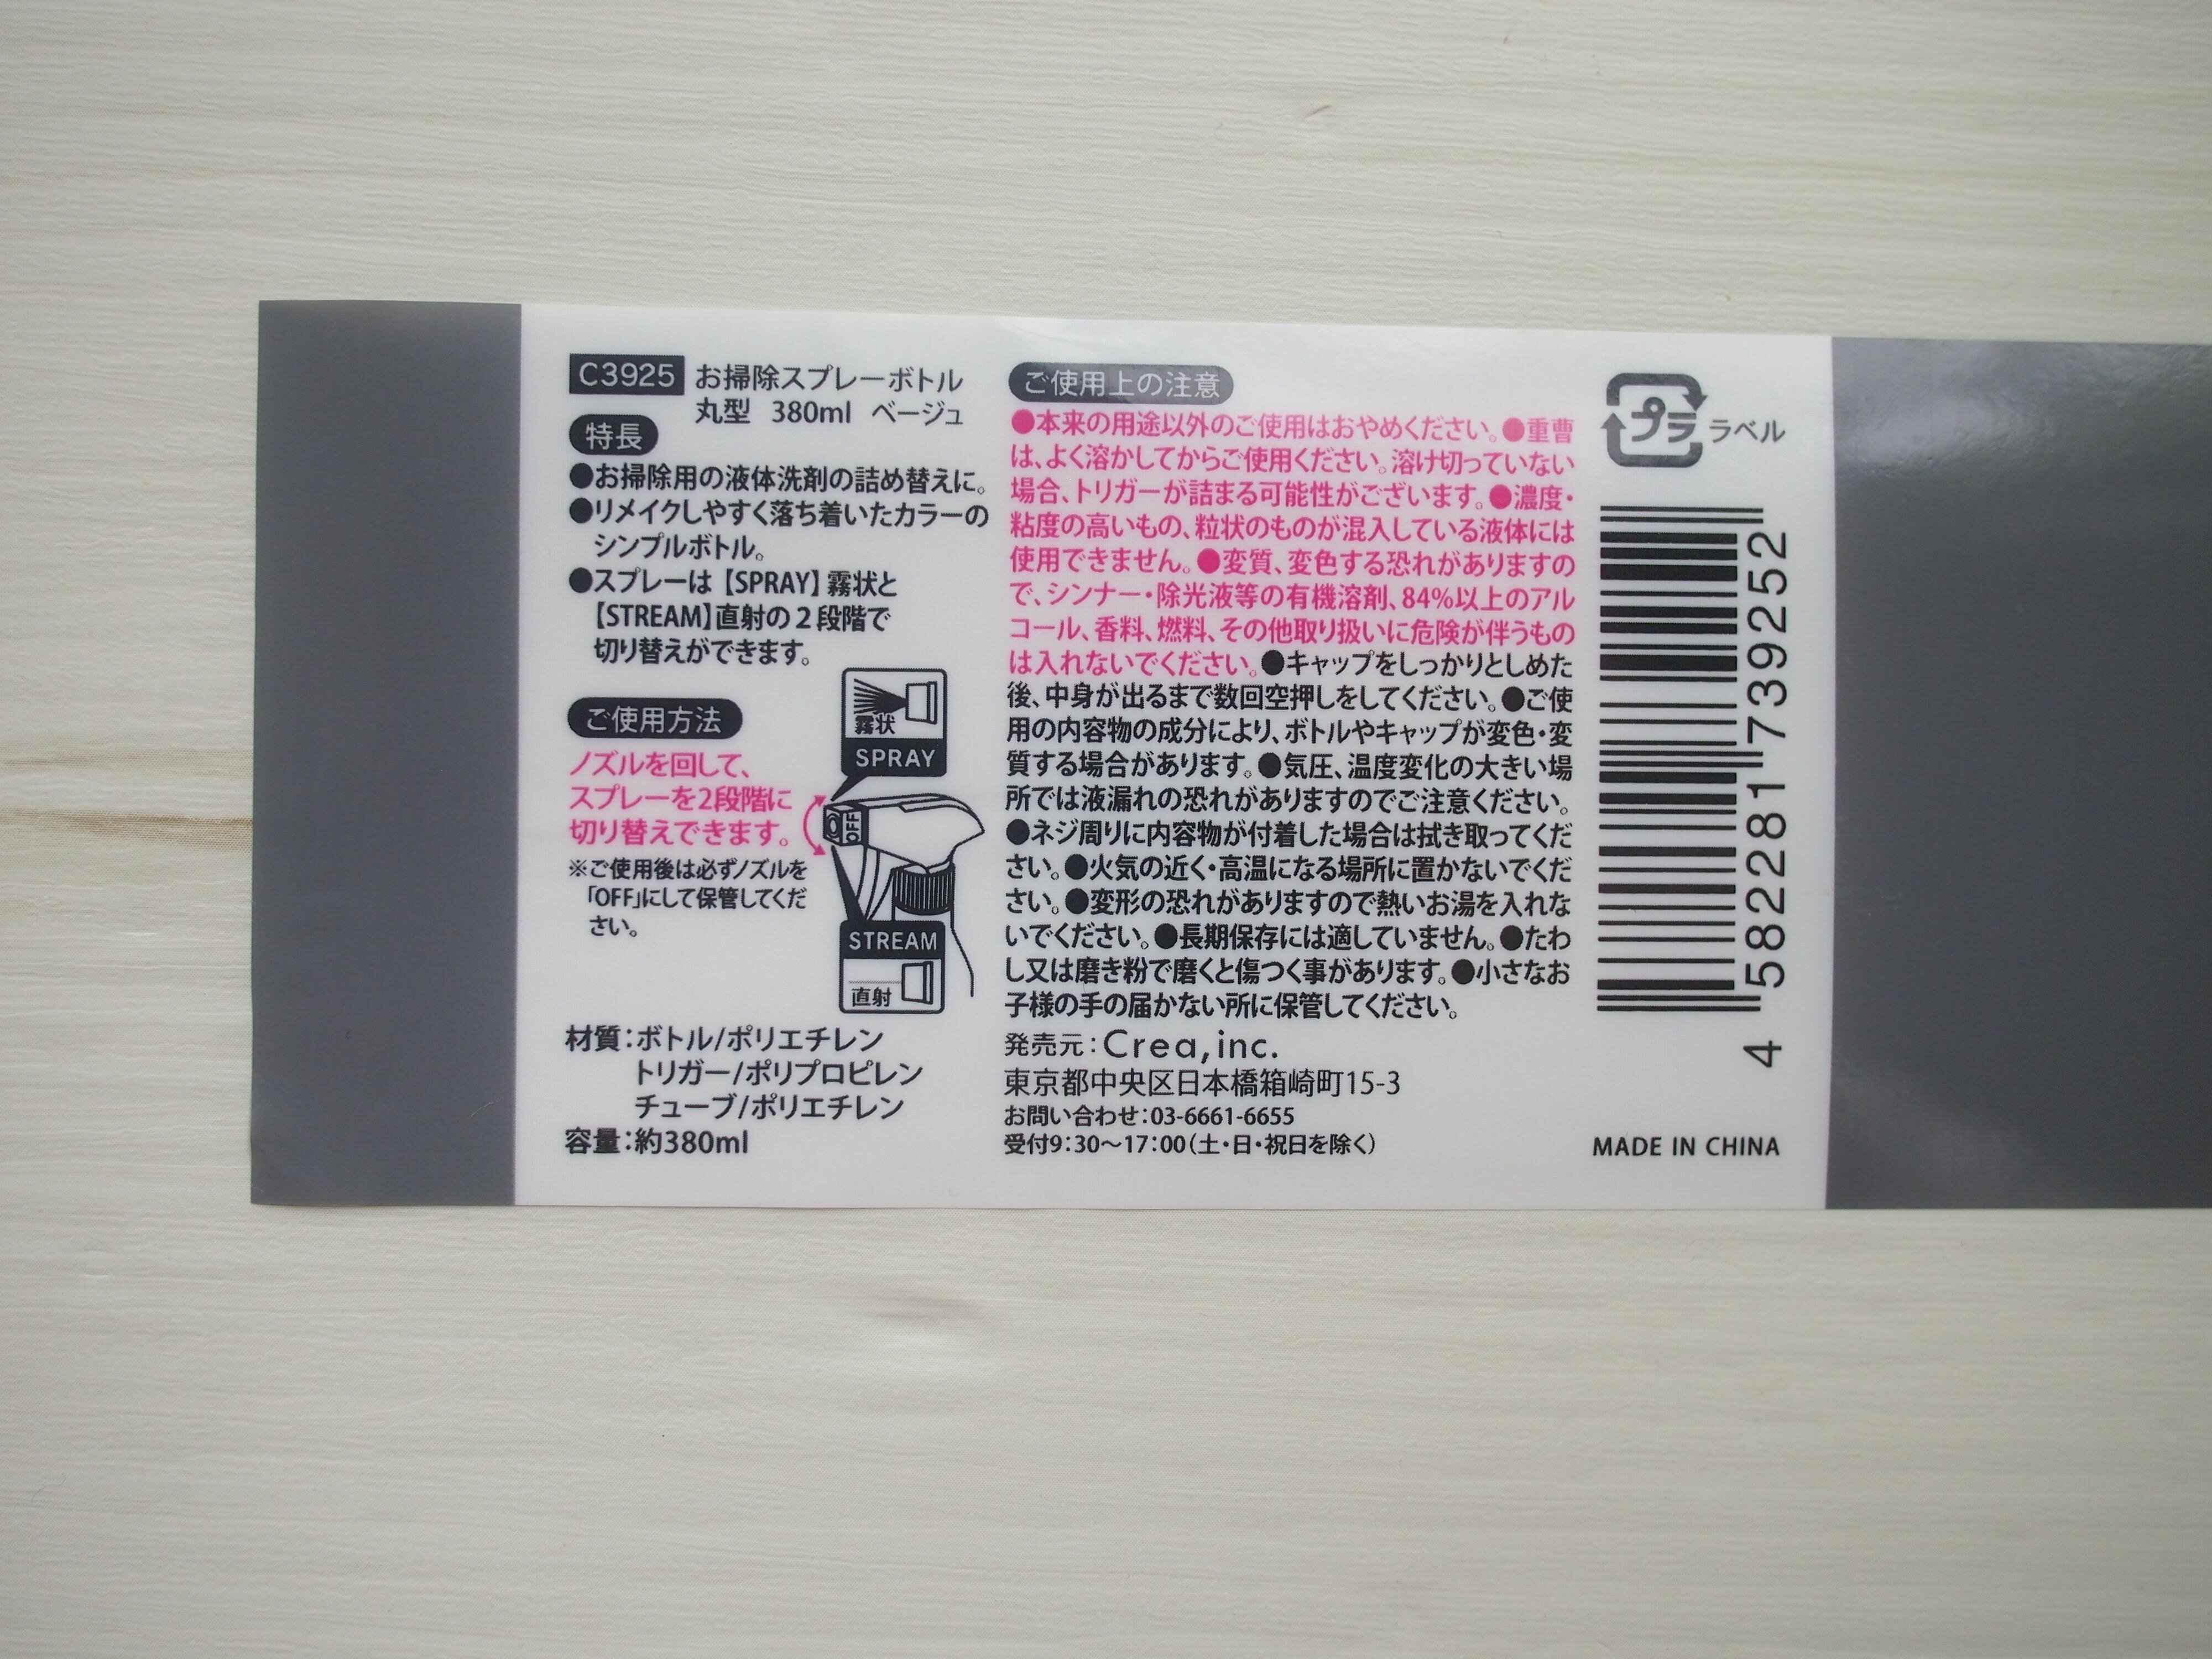 C3925 お掃除スプレーボトル
丸型 380ml ベージュ
特長
●お掃除用の液体洗剤の詰め替えに。
●リメイクしやすく落ち着いたカラーの
シンプルボトル。
●スプレーは【SPRAY】霧状と
【STREAM】直射の2段階で
切り替えができます。
ご使用方法
ノズルを回して、
スプレーを2段階に
切り替えできます。
※ご使用後は必ずノズルを
「OFF」にして保管してくだ
さい。
霧状
SPRAY
OFF
STREAM
直射
材質:ボトル/ポリエチレン
トリガー/ポリプロピレン
チューブ/ポリエチレン
容量:約380ml
ご使用上の注意
●本来の用途以外のご使用はおやめください。●重曹
は、よく溶かしてからご使用ください。溶け切っていない
場合、トリガーが詰まる可能性がございます。●濃度・
粘度の高いもの、粒状のものが混入している液体には
使用できません。●変質、変色する恐れがありますの
で、シンナー・除光液等の有機溶剤、84%以上のアル
コール、香料、燃料、その他取り扱いに危険が伴うもの
は入れないでください。●キャップをしっかりとしめた
後、中身が出るまで数回空押しをしてください。●ご使
用の内容物の成分により、ボトルやキャップが変色・変
質する場合があります。●気圧、温度変化の大きい場
所では液漏れの恐れがありますのでご注意ください。
●ネジ周りに内容物が付着した場合は拭き取ってくだ
さい。●火気の近く・高温になる場所に置かないでくだ
さい。●変形の恐れがありますので熱いお湯を入れな
いでください。●長期保存には適していません。●たわ
し又は磨き粉で磨くと傷つく事があります。●小さなお
子様の手の届かない所に保管してください。
発売元:Crea,inc.
東京都中央区日本橋箱崎町15-3
お問い合わせ:03-6661-6655
受付9:30～17:00(土・日・祝日を除く)
プラ ラベル
4 582281 739252
MADE IN CHINA